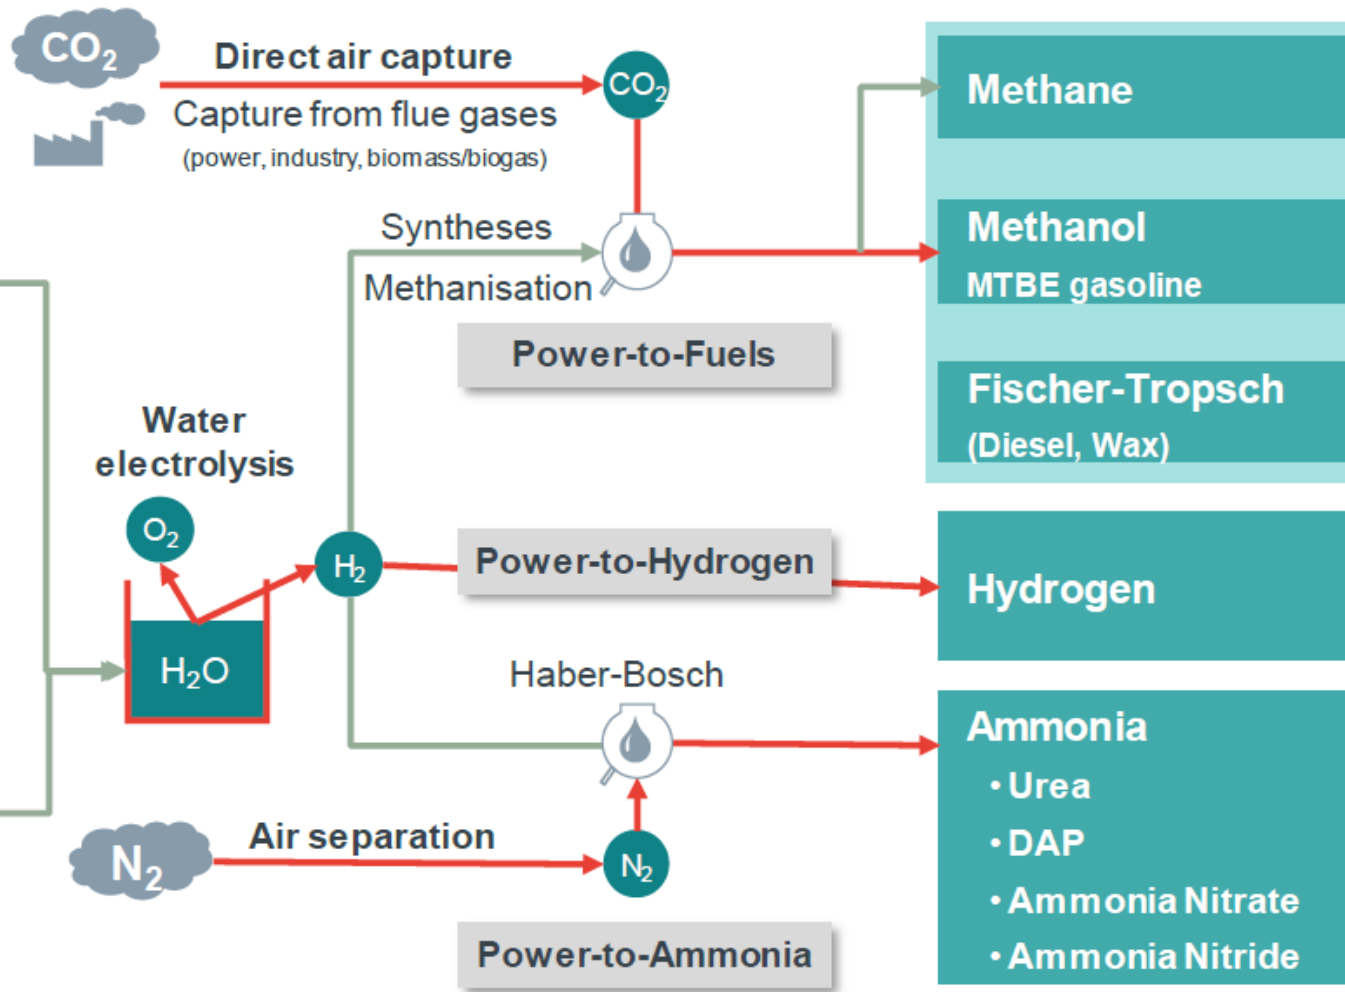 CO₂
Direct air capture
CO₂
Capture from flue gases
(power, industry, biomass/biogas)
Methane
Syntheses
Methanisation
Methanol
MTBE gasoline
Power-to-Fuels
Fischer-Tropsch
(Diesel, Wax)
Water
electrolysis
O₂
H₂
Power-to-Hydrogen
Hydrogen
H₂O
Haber-Bosch
Ammonia
• Urea
• DAP
• Ammonia Nitrate
• Ammonia Nitride
N₂
Air separation
N₂
Power-to-Ammonia